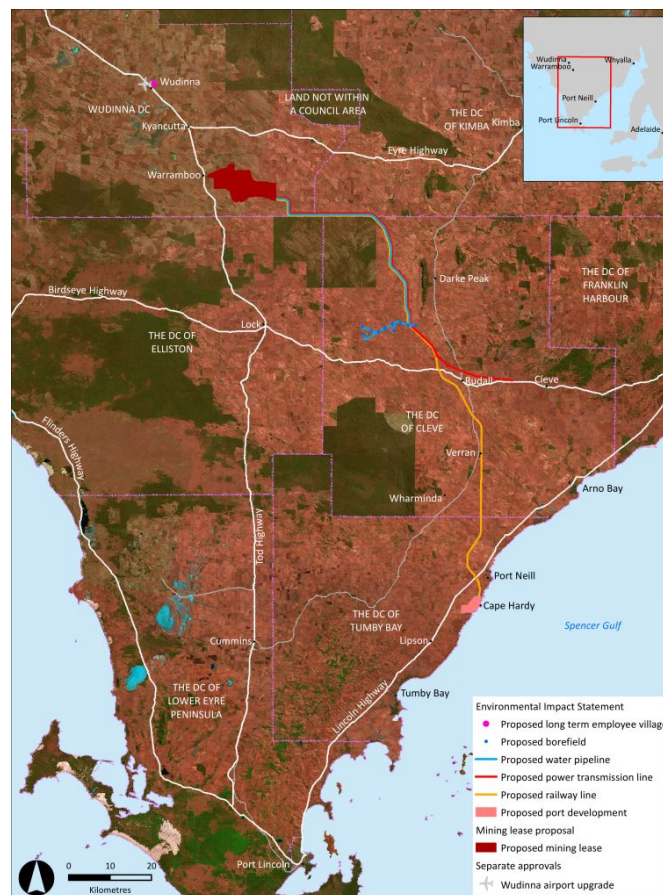 Wudinna
WUDINNA DC
Kyancutta
LAND NOT WITHIN
A COUNCIL AREA
THE DC
OF KIMBA
Kimba
Eyre Highway
Warramboo
Wudinna
Warramboo
Whyalla
Port Neill
Port Lincoln
Adelaide
Darke Peak
THE DC OF
FRANKLIN
HARBOUR
Birdseye Highway
Lock
THE DC OF
ELLISTON
Rudall
Cleve
THE DC
OF CLEVE
Flinders Highway
Verran
Wharminda
Arno Bay
Tod Highway
Port Neill
Cape Hardy
THE DC OF
TUMBY BAY
Spencer Gulf
Cummins
Lipson
THE DC OF
LOWER EYRE
PENINSULA
Lincoln Highway
Tumby Bay
Port Lincoln
Environmental Impact Statement
Proposed long term employee village
Proposed borefield
Proposed water pipeline
Proposed power transmission line
Proposed railway line
Proposed port development
Mining lease proposal
Proposed mining lease
Separate approvals
Wudinna airport upgrade
0 10 20
Kilometres